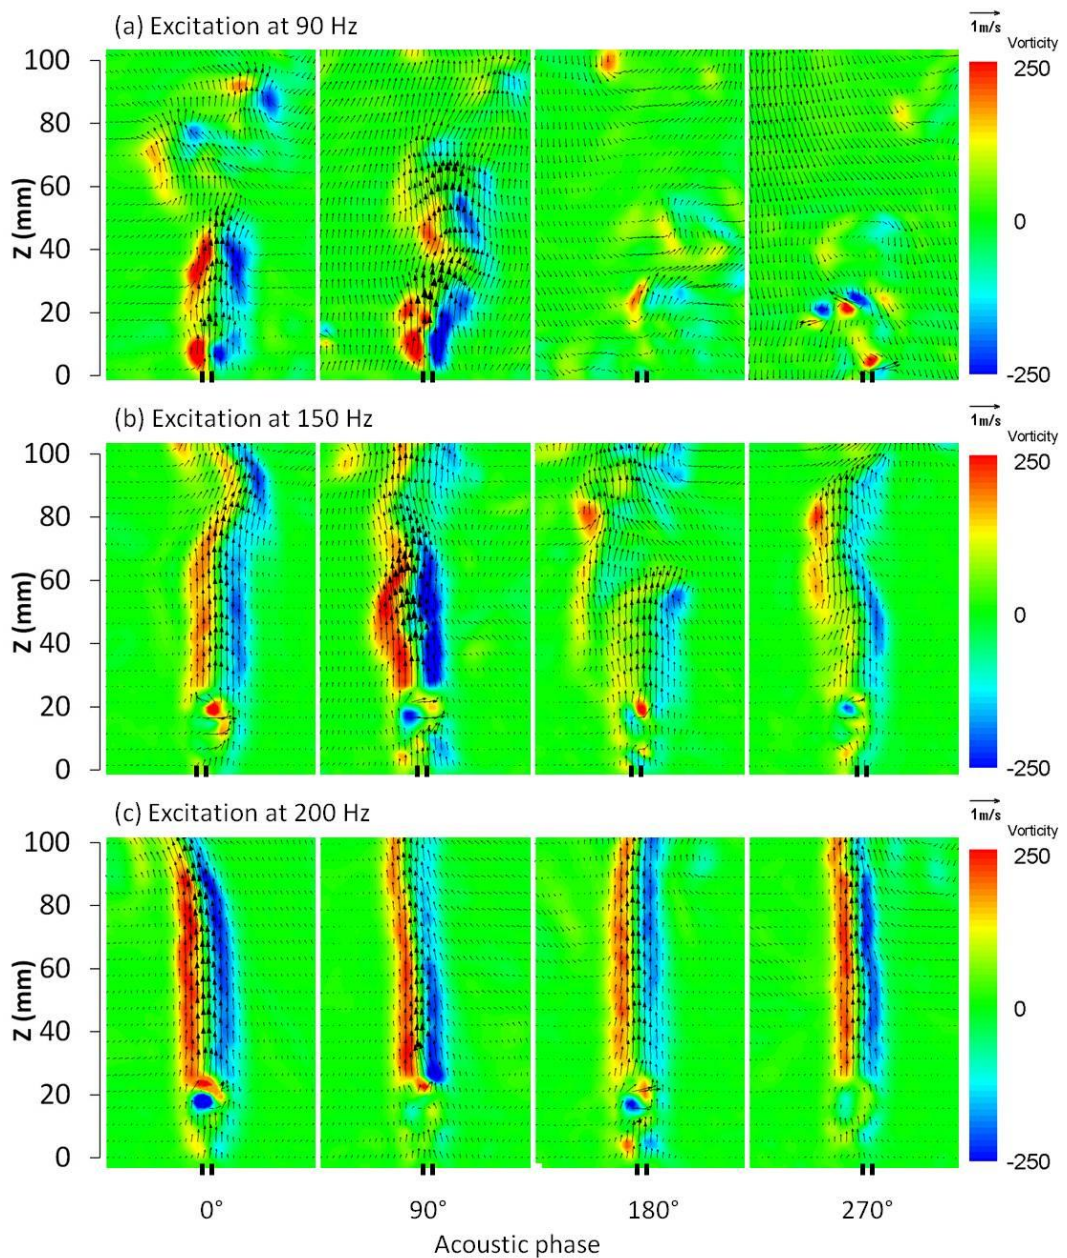 (a) Excitation at 90 Hz
1m/s
Vorticity
250
0
-250
Z (mm)
100
80
60
40
20
0
(b) Excitation at 150 Hz
1m/s
Vorticity
250
0
-250
Z (mm)
100
80
60
40
20
0
(c) Excitation at 200 Hz
1m/s
Vorticity
250
0
-250
Z (mm)
100
80
60
40
20
0
0° 90° 180° 270°
Acoustic phase